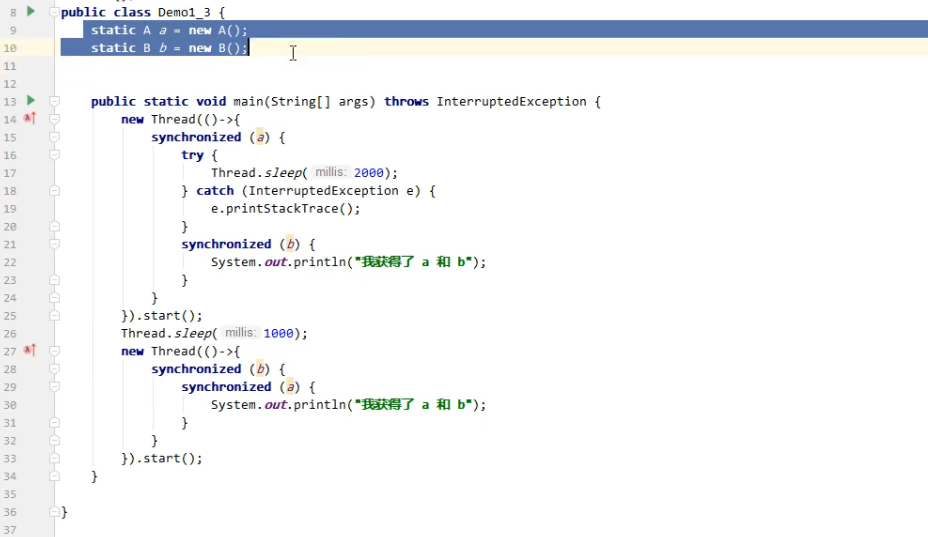 8 public class Demo1_3 {
9 static A a = new A();
10 static B b = new B();
11
12
13 public static void main(String[] args) throws InterruptedException {
14 new Thread(()->{
15 synchronized (a) {
16 try {
17 Thread.sleep( millis: 2000);
18 } catch (InterruptedException e) {
19 e.printStackTrace();
20 }
21 synchronized (b) {
22 System.out.println("我获得了 a 和 b");
23 }
24 }
25 }).start();
26 Thread.sleep( millis: 1000);
27 new Thread(()->{
28 synchronized (b) {
29 synchronized (a) {
30 System.out.println("我获得了 a 和 b");
31 }
32 }
33 }).start();
34 }
35
36 }
37